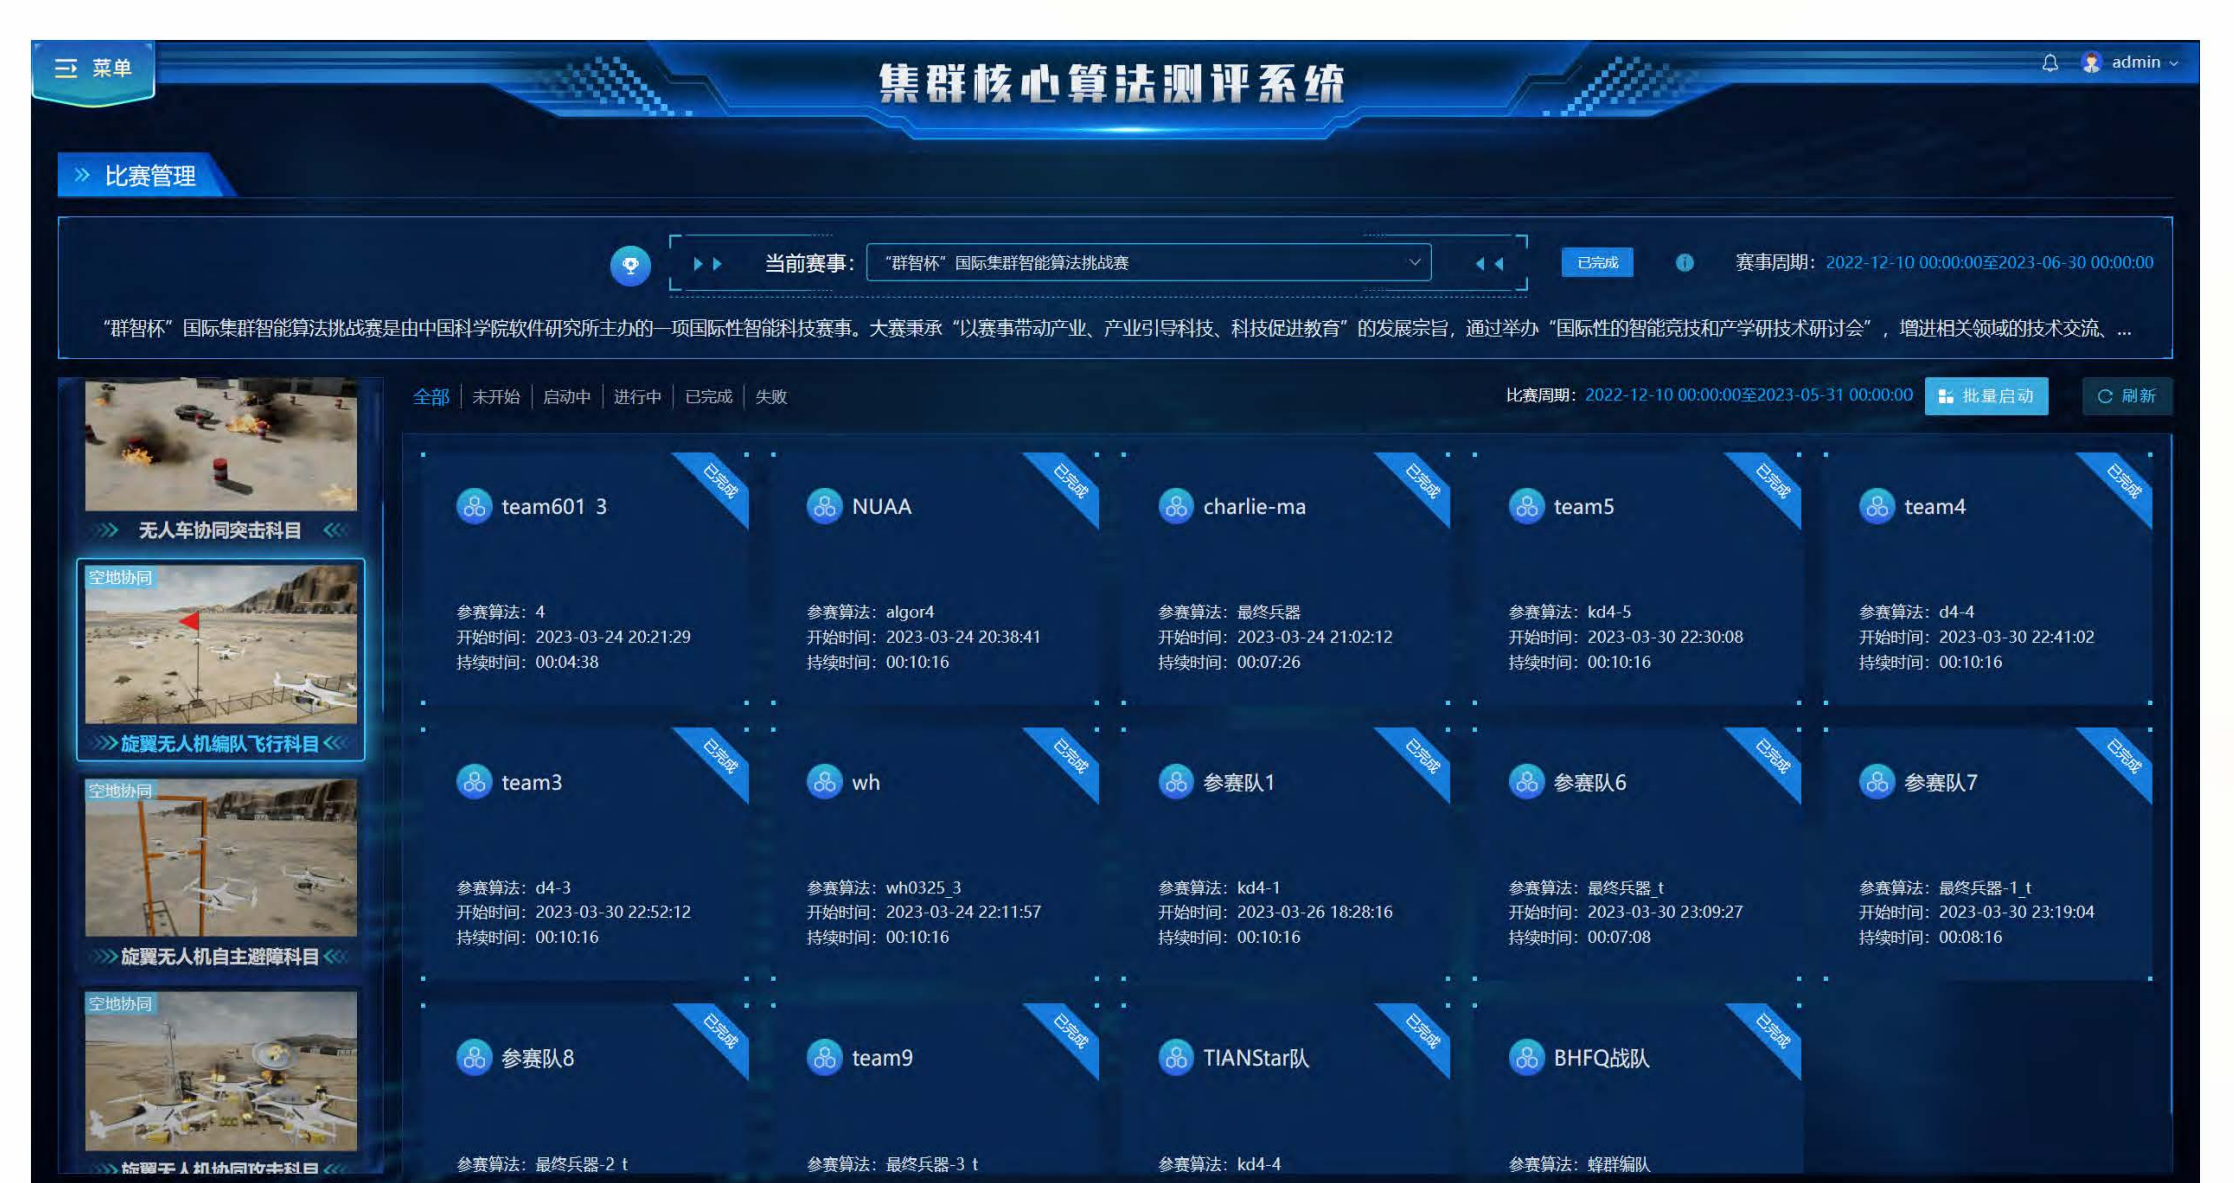 菜单
集群核心算法测评系统
admin
比赛管理
当前赛事： “群智杯”国际集群智能算法挑战赛
已完成
赛事周期：2022-12-10 00:00:00至2023-06-30 00:00:00
“群智杯”国际集群智能算法挑战赛是由中国科学院软件研究所主办的一项国际性智能科技赛事。大赛秉承“以赛事带动产业、产业引导科技、科技促进教育”的发展宗旨，通过举办“国际性的智能竞技和产学研技术研讨会”，增进相关领域的技术交流、...
无人车协同突击科目
空地协同
旋翼无人机编队飞行科目
空地协同
旋翼无人机自主避障科目
空地协同
旋翼无人机协同攻击科目
全部 未开始 启动中 进行中 已完成 失败
比赛周期：2022-12-10 00:00:00至2023-05-31 00:00:00
批量启动
刷新
team601 3
已完成
参赛算法：4
开始时间：2023-03-24 20:21:29
持续时间：00:04:38
NUAA
已完成
参赛算法：algor4
开始时间：2023-03-24 20:38:41
持续时间：00:10:16
charlie-ma
已完成
参赛算法：最终兵器
开始时间：2023-03-24 21:02:12
持续时间：00:07:26
team5
已完成
参赛算法：kd4-5
开始时间：2023-03-30 22:30:08
持续时间：00:10:16
team4
已完成
参赛算法：d4-4
开始时间：2023-03-30 22:41:02
持续时间：00:10:16
team3
已完成
参赛算法：d4-3
开始时间：2023-03-30 22:52:12
持续时间：00:10:16
wh
已完成
参赛算法：wh0325_3
开始时间：2023-03-24 22:11:57
持续时间：00:10:16
参赛队1
已完成
参赛算法：kd4-1
开始时间：2023-03-26 18:28:16
持续时间：00:10:16
参赛队6
已完成
参赛算法：最终兵器_t
开始时间：2023-03-30 23:09:27
持续时间：00:07:08
参赛队7
已完成
参赛算法：最终兵器-1_t
开始时间：2023-03-30 23:19:04
持续时间：00:08:16
参赛队8
已完成
参赛算法：最终兵器-2 t
team9
已完成
参赛算法：最终兵器-3 t
TIANStar队
已完成
参赛算法：kd4-4
BHFQ战队
已完成
参赛算法：蜂群编队